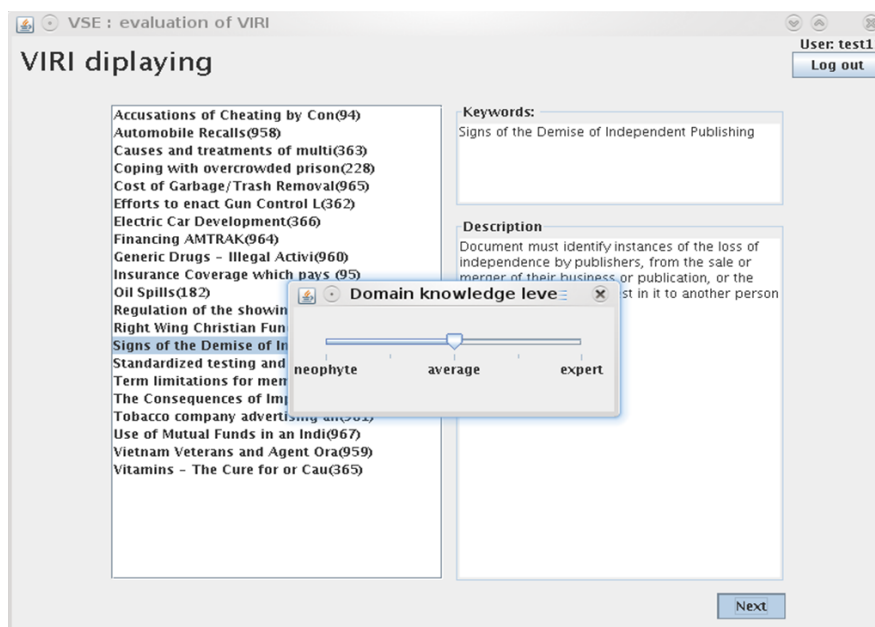 VSE : evaluation of VIRI
User: test1
VIRI diplaying
Log out
Accusations of Cheating by Con(94)
Automobile Recalls(958)
Causes and treatments of multi(363)
Coping with overcrowded prison(228)
Cost of Garbage/Trash Removal(965)
Efforts to enact Gun Control L(362)
Electric Car Development(366)
Financing AMTRAK(964)
Generic Drugs - Illegal Activi(960)
Insurance Coverage which pays (95)
Oil Spills(182)
Regulation of the showin
Right Wing Christian Fun
Signs of the Demise of In
Standardized testing and
Term limitations for mem
The Consequences of Imp
Tobacco company advertising an(961)
Use of Mutual Funds in an Indi(967)
Vietnam Veterans and Agent Ora(959)
Vitamins - The Cure for or Cau(365)
Keywords:
Signs of the Demise of Independent Publishing
Description
Document must identify instances of the loss of
independence by publishers, from the sale or
merger of their business or publication, or the
st in it to another person
Domain knowledge leve
neophyte average expert
Next